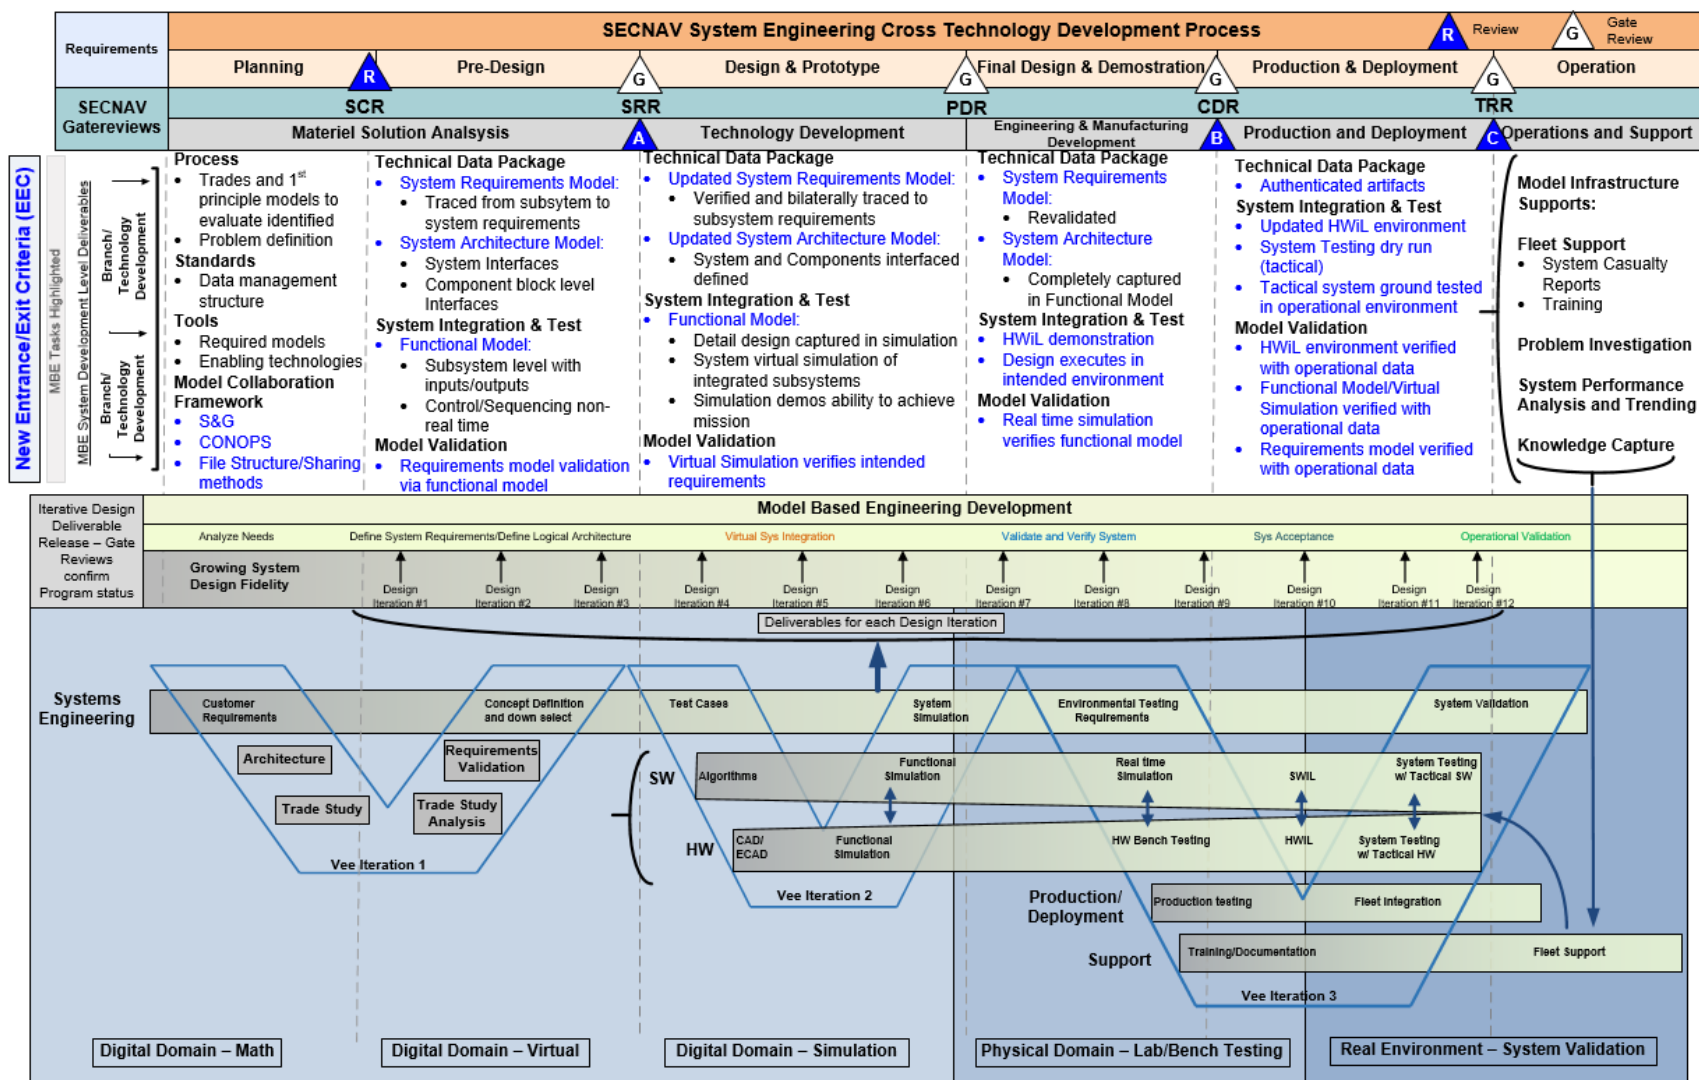 SECNAV System Engineering Cross Technology Development Process
R
Review
G
Gate
Review
Requirements
Planning
R
Pre-Design
G
Design & Prototype
G
Final Design & Demostration
G
Production & Deployment
G
Operation
SECNAV
Gatereviews
SCR
SRR
PDR
CDR
TRR
Materiel Solution Analysis
A
Technology Development
Engineering & Manufacturing
Development
B
Production and Deployment
C
Operations and Support
New Entrance/Exit Criteria (EEC)
MBE Tasks Highlighted
MBE System Development Level Deliverables
Branch/
Technology
Development
Branch/
Technology
Development
Process
• Trades and 1st
principle models to
evaluate identified
• Problem definition
Standards
• Data management
structure
Tools
• Required models
• Enabling technologies
Model Collaboration
Framework
• S&G
• CONOPS
• File Structure/Sharing
methods
Technical Data Package
• System Requirements Model:
• Traced from subsytem to
system requirements
• System Architecture Model:
• System Interfaces
• Component block level
Interfaces
System Integration & Test
• Functional Model:
• Subsystem level with
inputs/outputs
• Control/Sequencing non-
real time
Model Validation
• Requirements model validation
via functional model
Technical Data Package
• Updated System Requirements Model:
• Verified and bilaterally traced to
subsystem requirements
• Updated System Architecture Model:
• System and Components interfaced
defined
System Integration & Test
• Functional Model:
• Detail design captured in simulation
• System virtual simulation of
integrated subsystems
• Simulation demos ability to achieve
mission
Model Validation
• Virtual Simulation verifies intended
requirements
Technical Data Package
• System Requirements
Model:
• Revalidated
• System Architecture
Model:
• Completely captured
in Functional Model
System Integration & Test
• HWiL demonstration
• Design executes in
intended environment
Model Validation
• Real time simulation
verifies functional model
Technical Data Package
• Authenticated artifacts
System Integration & Test
• Updated HWiL environment
• System Testing dry run
(tactical)
• Tactical system ground tested
in operational environment
Model Validation
• HWiL environment verified
with operational data
• Functional Model/Virtual
Simulation verified with
operational data
• Requirements model verified
with operational data
Model Infrastructure
Supports:
Fleet Support
• System Casualty
Reports
• Training
Problem Investigation
System Performance
Analysis and Trending
Knowledge Capture
Iterative Design
Deliverable
Release – Gate
Reviews
confirm
Program status
Model Based Engineering Development
Analyze Needs
Define System Requirements/Define Logical Architecture
Virtual Sys Integration
Validate and Verify System
Sys Acceptance
Operational Validation
Growing System
Design Fidelity
Design
Iteration #1
Design
Iteration #2
Design
Iteration #3
Design
Iteration #4
Design
Iteration #5
Design
Iteration #6
Design
Iteration #7
Design
Iteration #8
Design
Iteration #9
Design
Iteration #10
Design
Iteration #11
Design
Iteration #12
Deliverables for each Design Iteration
Systems
Engineering
Customer
Requirements
Concept Definition
and down select
Test Cases
System
Simulation
Environmental Testing
Requirements
System Validation
Architecture
Requirements
Validation
Trade Study
Trade Study
Analysis
Vee Iteration 1
SW
Algorithms
Functional
Simulation
Real time
Simulation
SWIL
System Testing
w/ Tactical SW
HW
CAD/
ECAD
Functional
Simulation
HW Bench Testing
HWIL
System Testing
w/ Tactical HW
Vee Iteration 2
Production/
Deployment
Production testing
Fleet Integration
Support
Training/Documentation
Fleet Support
Vee Iteration 3
Digital Domain – Math
Digital Domain – Virtual
Digital Domain – Simulation
Physical Domain – Lab/Bench Testing
Real Environment – System Validation